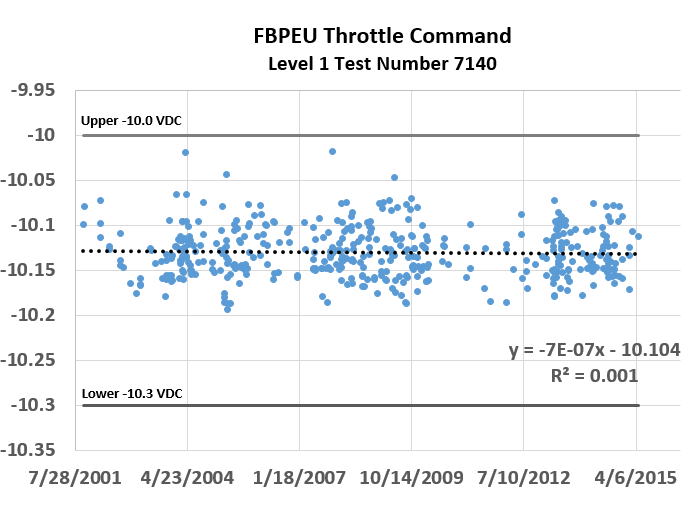 FBPEU Throttle Command
Level 1 Test Number 7140
-9.95
Upper -10.0 VDC
-10
-10.05
-10.1
-10.15
-10.2
y = -7E-07x - 10.104
-10.25
R² = 0.001
Lower -10.3 VDC
-10.3
-10.35
7/28/2001 4/23/2004 1/18/2007 10/14/2009 7/10/2012 4/6/2015